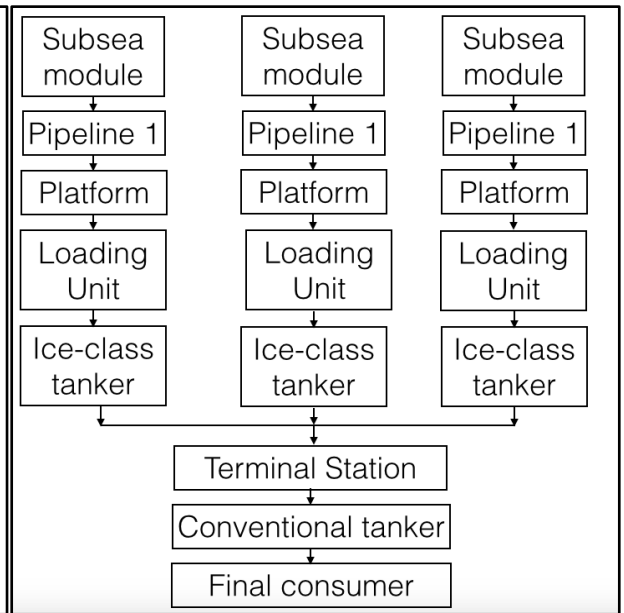 Subsea
module
Subsea
module
Subsea
module
Pipeline 1
Pipeline 1
Pipeline 1
Platform
Platform
Platform
Loading
Unit
Loading
Unit
Loading
Unit
Ice-class
tanker
Ice-class
tanker
Ice-class
tanker
Terminal Station
Conventional tanker
Final consumer